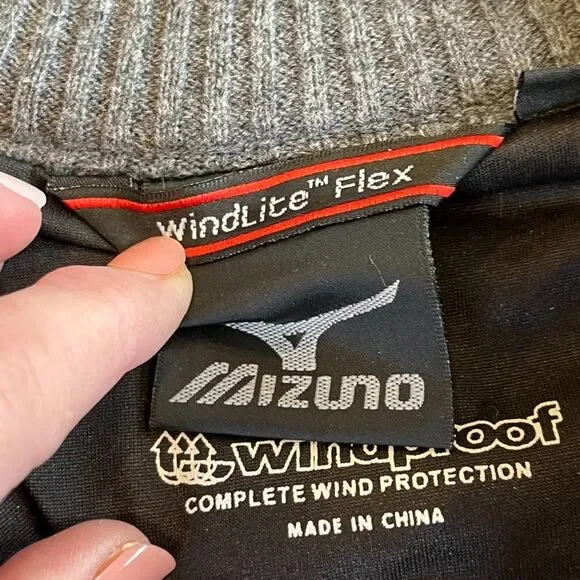 WindLite™ Flex
MIZUNO
windproof
COMPLETE WIND PROTECTION
MADE IN CHINA